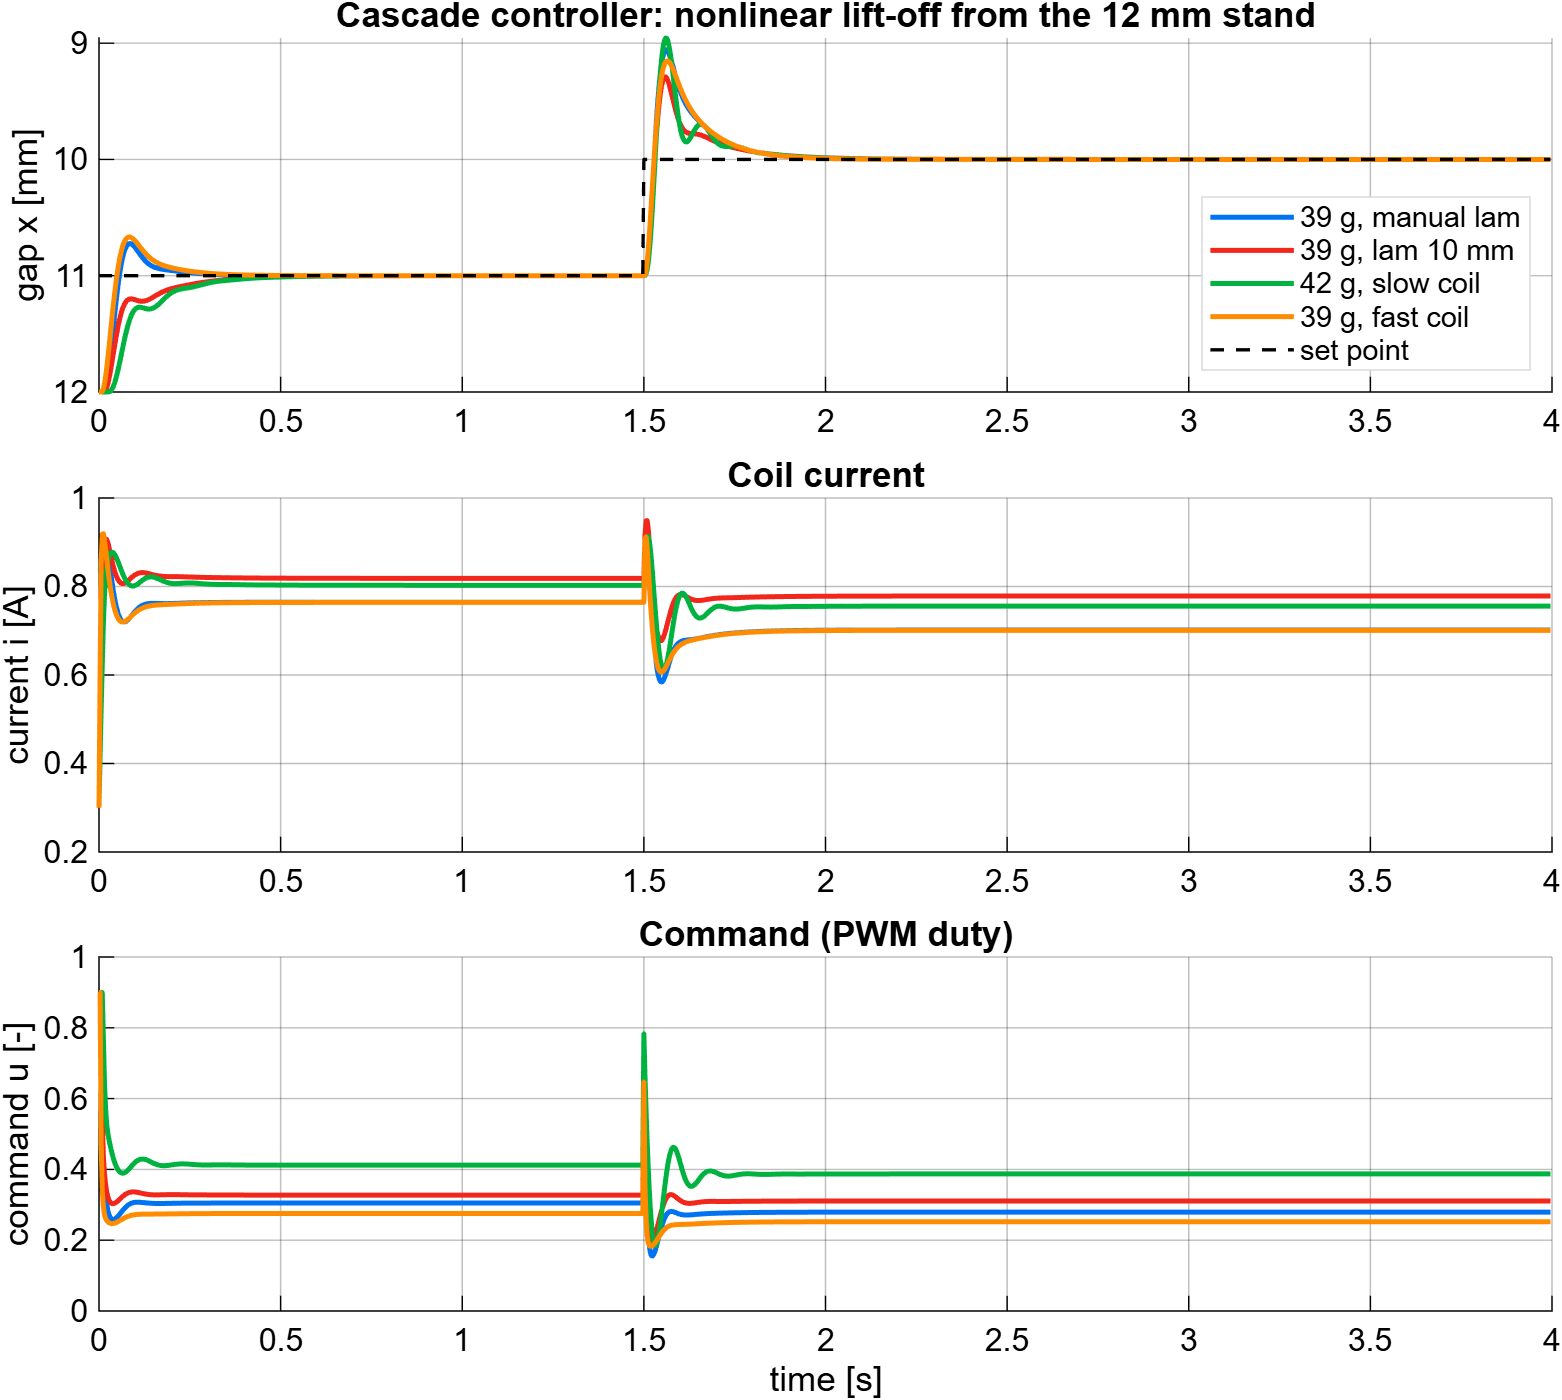 Cascade controller: nonlinear lift-off from the 12 mm stand
gap x [mm]
9
10
11
12
0 0.5 1 1.5 2 2.5 3 3.5 4
39 g, manual lam
39 g, lam 10 mm
42 g, slow coil
39 g, fast coil
set point
Coil current
current i [A]
1
0.8
0.6
0.4
0.2
0 0.5 1 1.5 2 2.5 3 3.5 4
Command (PWM duty)
command u [-]
1
0.8
0.6
0.4
0.2
0
0 0.5 1 1.5 2 2.5 3 3.5 4
time [s]